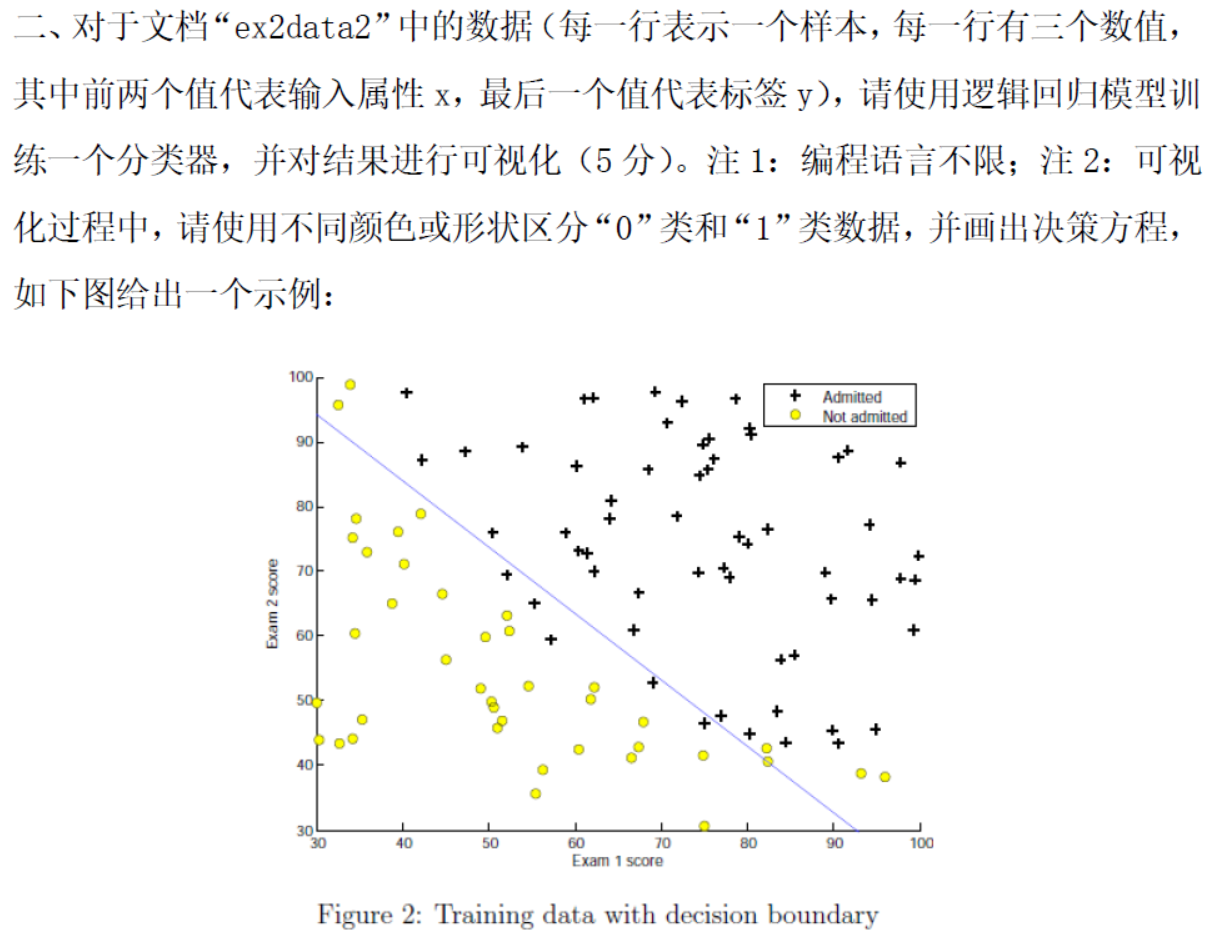 二、对于文档“ex2data2”中的数据（每一行表示一个样本，每一行有三个数值，
其中前两个值代表输入属性 x，最后一个值代表标签 y），请使用逻辑回归模型训
练一个分类器，并对结果进行可视化（5 分）。注 1：编程语言不限；注 2：可视
化过程中，请使用不同颜色或形状区分“0”类和“1”类数据，并画出决策方程，
如下图给出一个示例：
100
Admitted
Not admitted
90
80
70
60
50
40
30
Exam 2 score
30 40 50 60 70 80 90 100
Exam 1 score
Figure 2: Training data with decision boundary